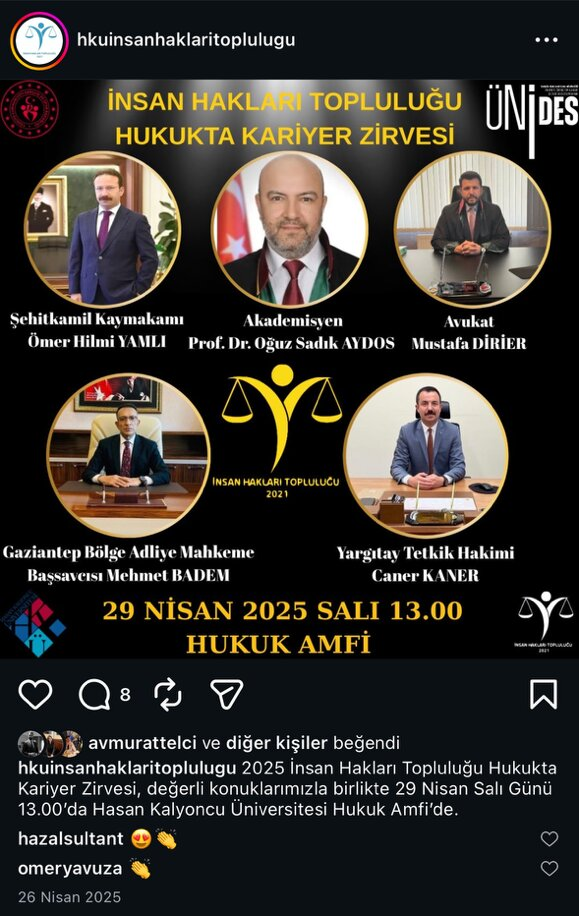 hkuinsanhaklaritoplulugu
İNSAN HAKLARI TOPLULUĞU
HUKUKTA KARİYER ZİRVESİ
ÜNİDES
Şehitkamil Kaymakamı
Ömer Hilmi YAMLI
Akademisyen
Prof. Dr. Oğuz Sadık AYDOS
Avukat
Mustafa DİRİER
İNSAN HAKLARI TOPLULUĞU
2021
Gaziantep Bölge Adliye Mahkeme
Başsavcısı Mehmet BADEM
Yargıtay Tetkik Hakimi
Caner KANER
29 NİSAN 2025 SALI 13.00
HUKUK AMFİ
İNSAN HAKLARI TOPLULUĞU
2021
8
avmurattelci ve diğer kişiler beğendi
hkuinsanhaklaritoplulugu 2025 İnsan Hakları Topluluğu Hukukta
Kariyer Zirvesi, değerli konuklarımızla birlikte 29 Nisan Salı Günü
13.00’da Hasan Kalyoncu Üniversitesi Hukuk Amfi’de.
hazalsultant 😍👏
omeryavuza 👏
26 Nisan 2025